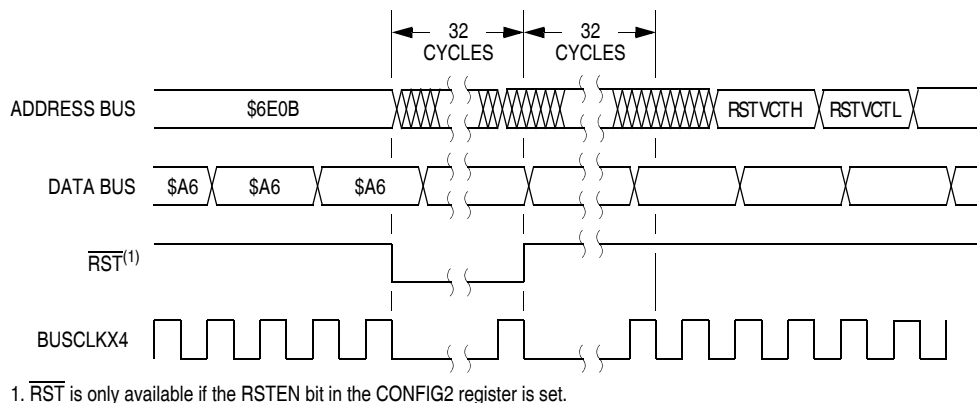 32
CYCLES
32
CYCLES
ADDRESS BUS
$6E0B
RSTVCTH
RSTVCTL
DATA BUS
$A6
$A6
$A6
RST(1)
BUSCLKX4
1. RST is only available if the RSTEN bit in the CONFIG2 register is set.